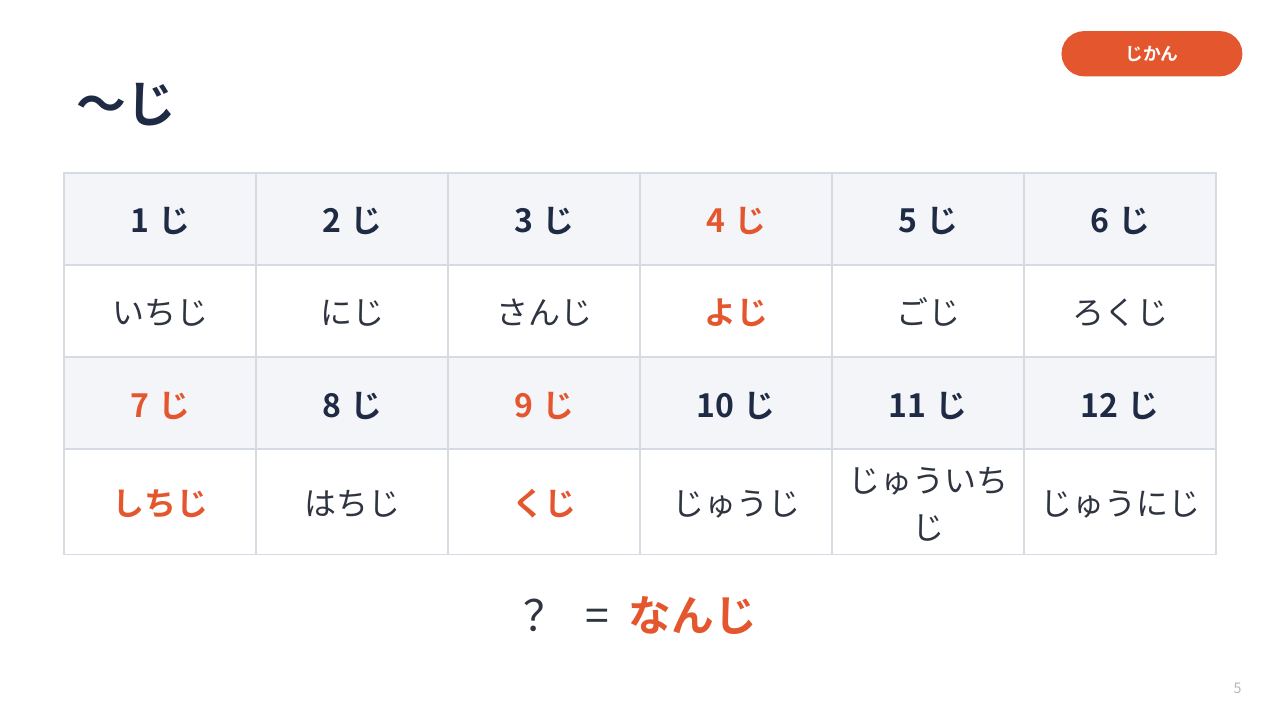 じかん
〜じ
1 じ 2 じ 3 じ 4 じ 5 じ 6 じ
いちじ にじ さんじ よじ ごじ ろくじ
7 じ 8 じ 9 じ 10 じ 11 じ 12 じ
しちじ はちじ くじ じゅうじ じゅういちじ じゅうにじ
？ = なんじ
5